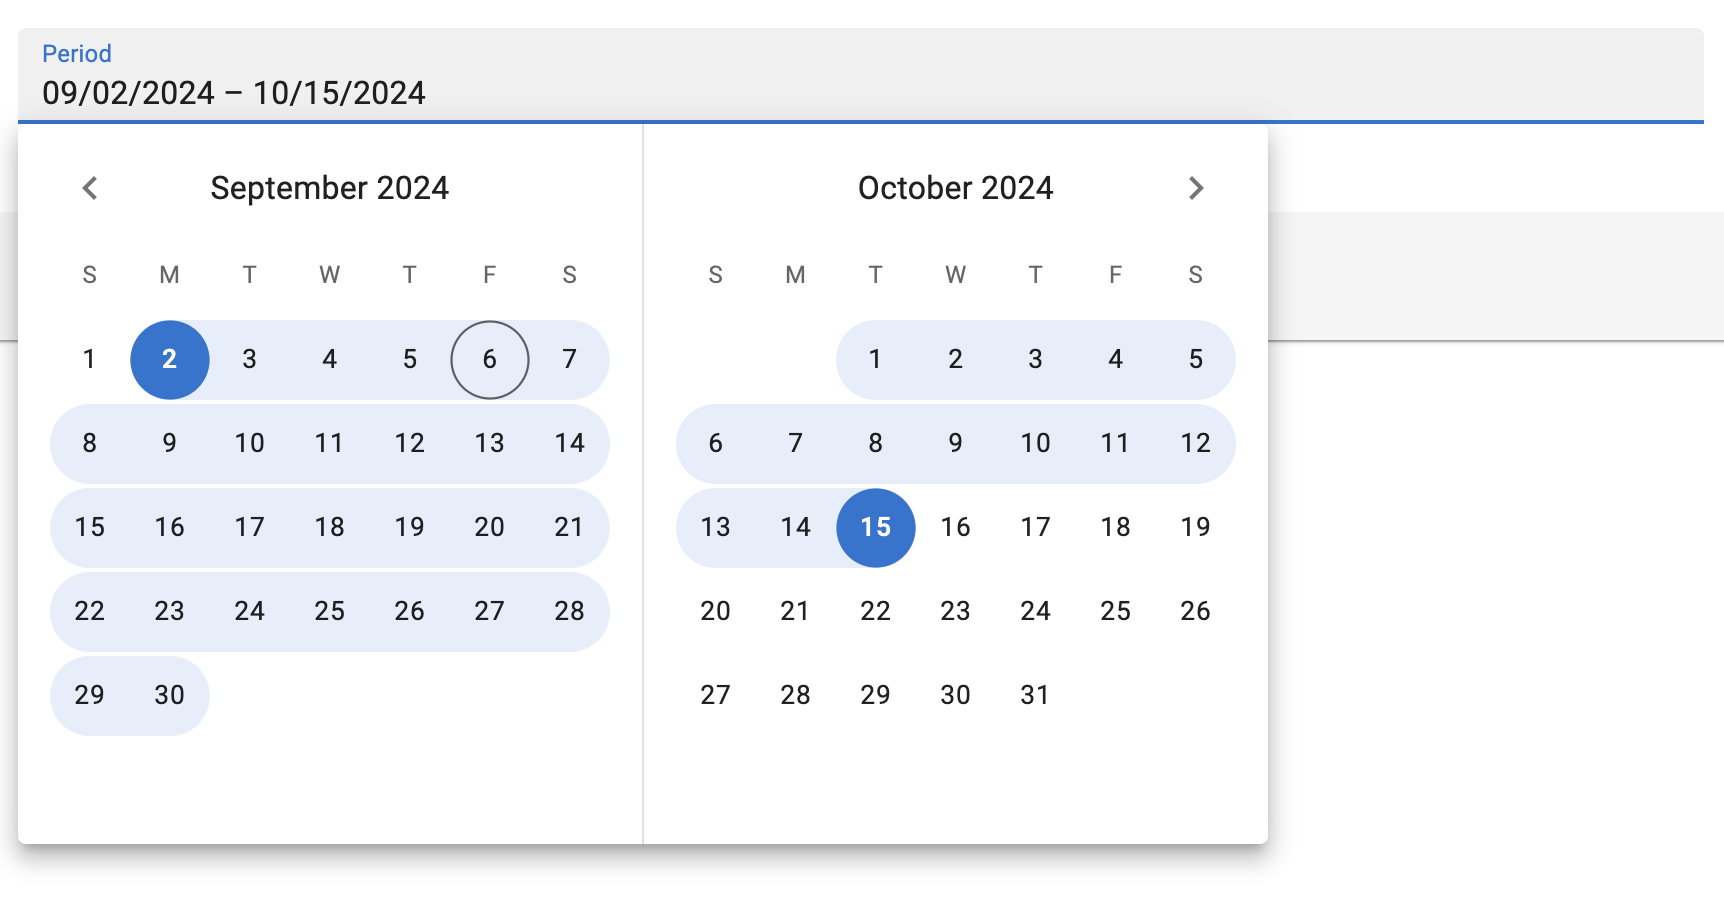 Period
09/02/2024 – 10/15/2024
September 2024
S M T W T F S
1 2 3 4 5 6 7
8 9 10 11 12 13 14
15 16 17 18 19 20 21
22 23 24 25 26 27 28
29 30
October 2024
S M T W T F S
1 2 3 4 5
6 7 8 9 10 11 12
13 14 15 16 17 18 19
20 21 22 23 24 25 26
27 28 29 30 31